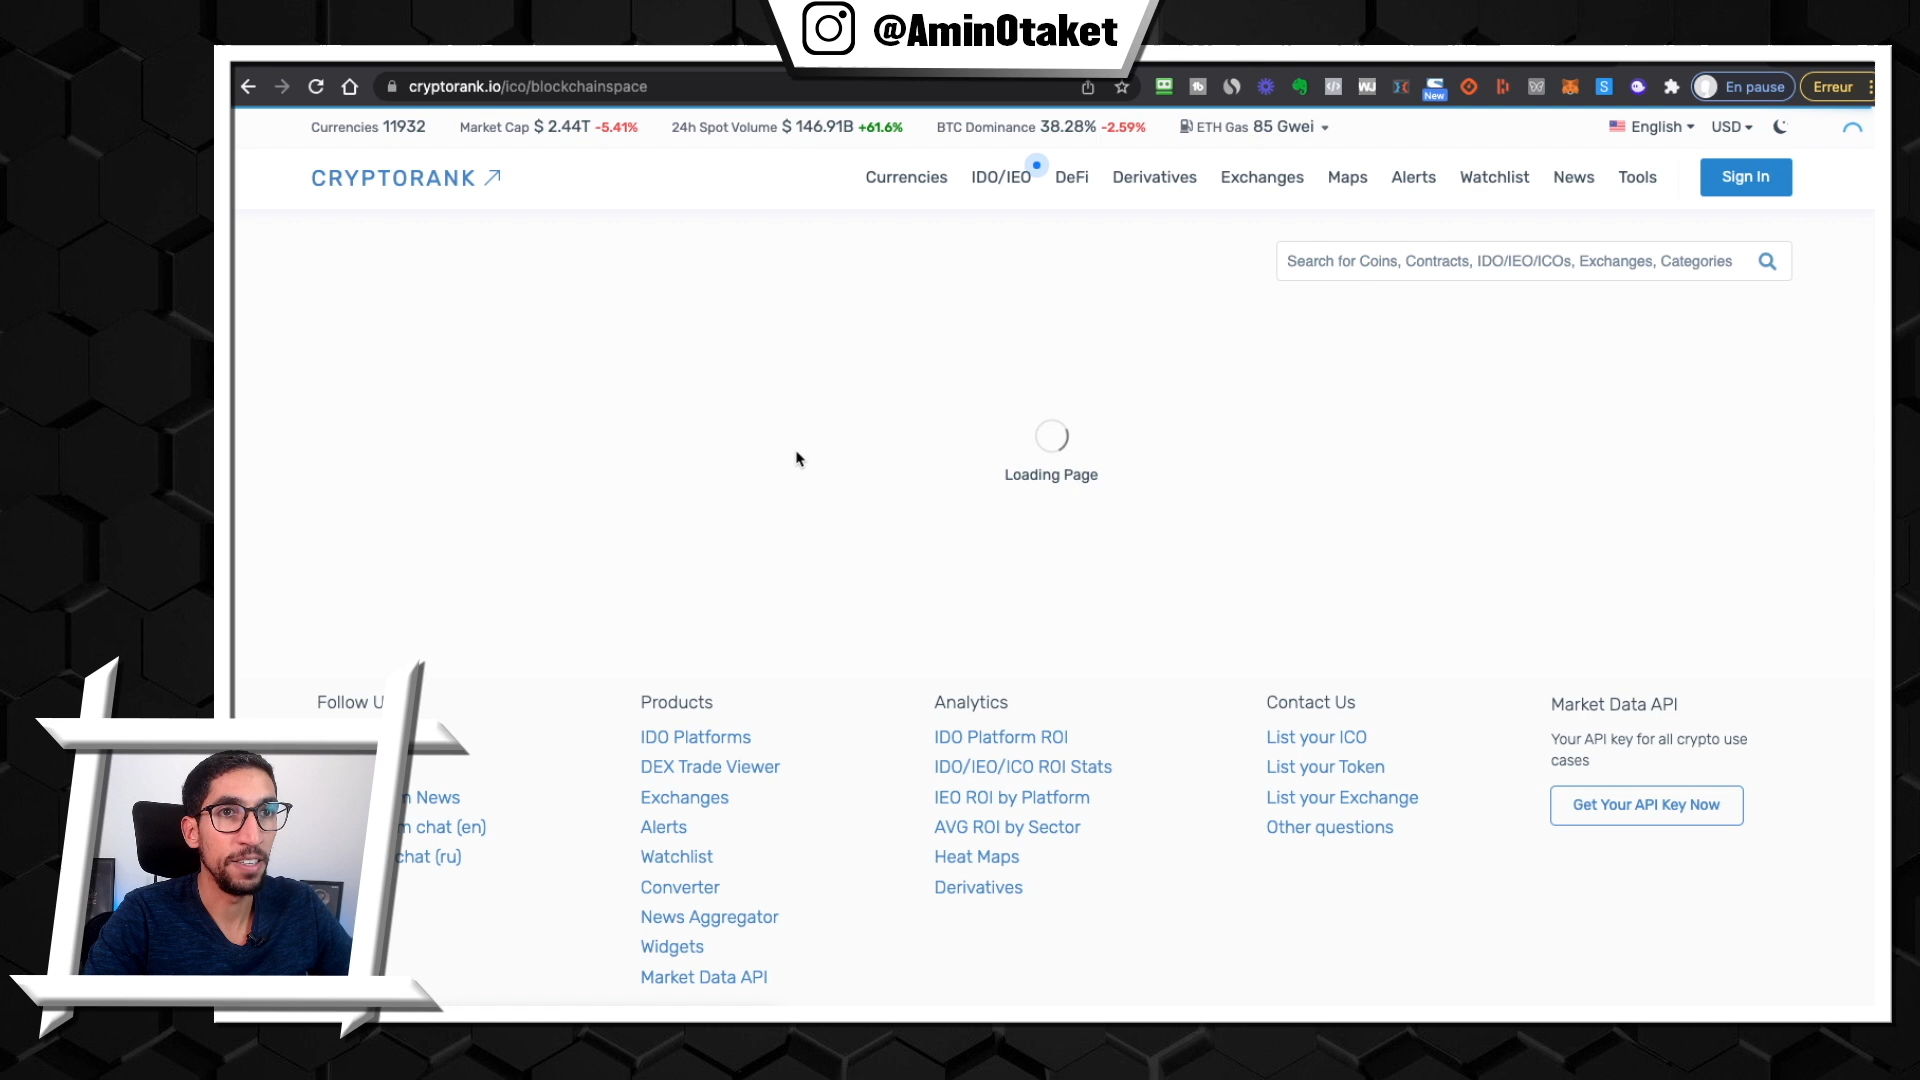 @AminOtaket
cryptorank.io/ico/blockchainspace
New
En pause
Erreur
Currencies 11932
Market Cap $ 2.44T -5.41%
24h Spot Volume $ 146.91B +61.6%
BTC Dominance 38.28% -2.59%
ETH Gas 85 Gwei
English
USD
CRYPTORANK
Currencies
IDO/IEO
DeFi
Derivatives
Exchanges
Maps
Alerts
Watchlist
News
Tools
Sign In
Search for Coins, Contracts, IDO/IEO/ICOs, Exchanges, Categories
Loading Page
Follow U
News
chat (en)
chat (ru)
Products
IDO Platforms
DEX Trade Viewer
Exchanges
Alerts
Watchlist
Converter
News Aggregator
Widgets
Market Data API
Analytics
IDO Platform ROI
IDO/IEO/ICO ROI Stats
IEO ROI by Platform
AVG ROI by Sector
Heat Maps
Derivatives
Contact Us
List your ICO
List your Token
List your Exchange
Other questions
Market Data API
Your API key for all crypto use
cases
Get Your API Key Now